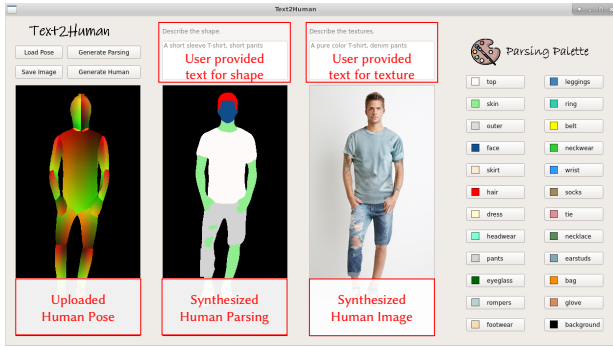 Text2Human
Text2Human
Load Pose
Generate Parsing
Save Image
Generate Human
Describe the shape.
A short sleeve T-shirt, short pants
User provided
text for shape
Describe the textures.
A pure color T-shirt, denim pants
User provided
text for texture
Uploaded
Human Pose
Synthesized
Human Parsing
Synthesized
Human Image
Parsing Palette
top
leggings
skin
ring
outer
belt
face
neckwear
skirt
wrist
hair
socks
dress
tie
headwear
necklace
pants
earstuds
eyeglass
bag
rompers
glove
footwear
background